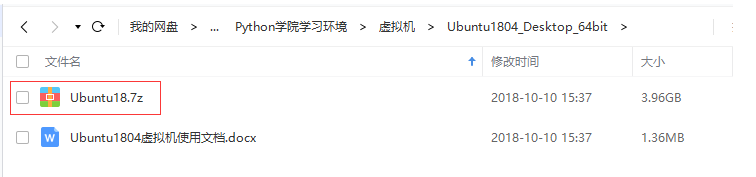 我的网盘 > ... Python学院学习环境 > 虚拟机 > Ubuntu1804_Desktop_64bit >
文件名 修改时间 大小
Ubuntu18.7z 2018-10-10 15:37 3.96GB
Ubuntu1804虚拟机使用文档.docx 2018-10-10 15:37 1.36MB